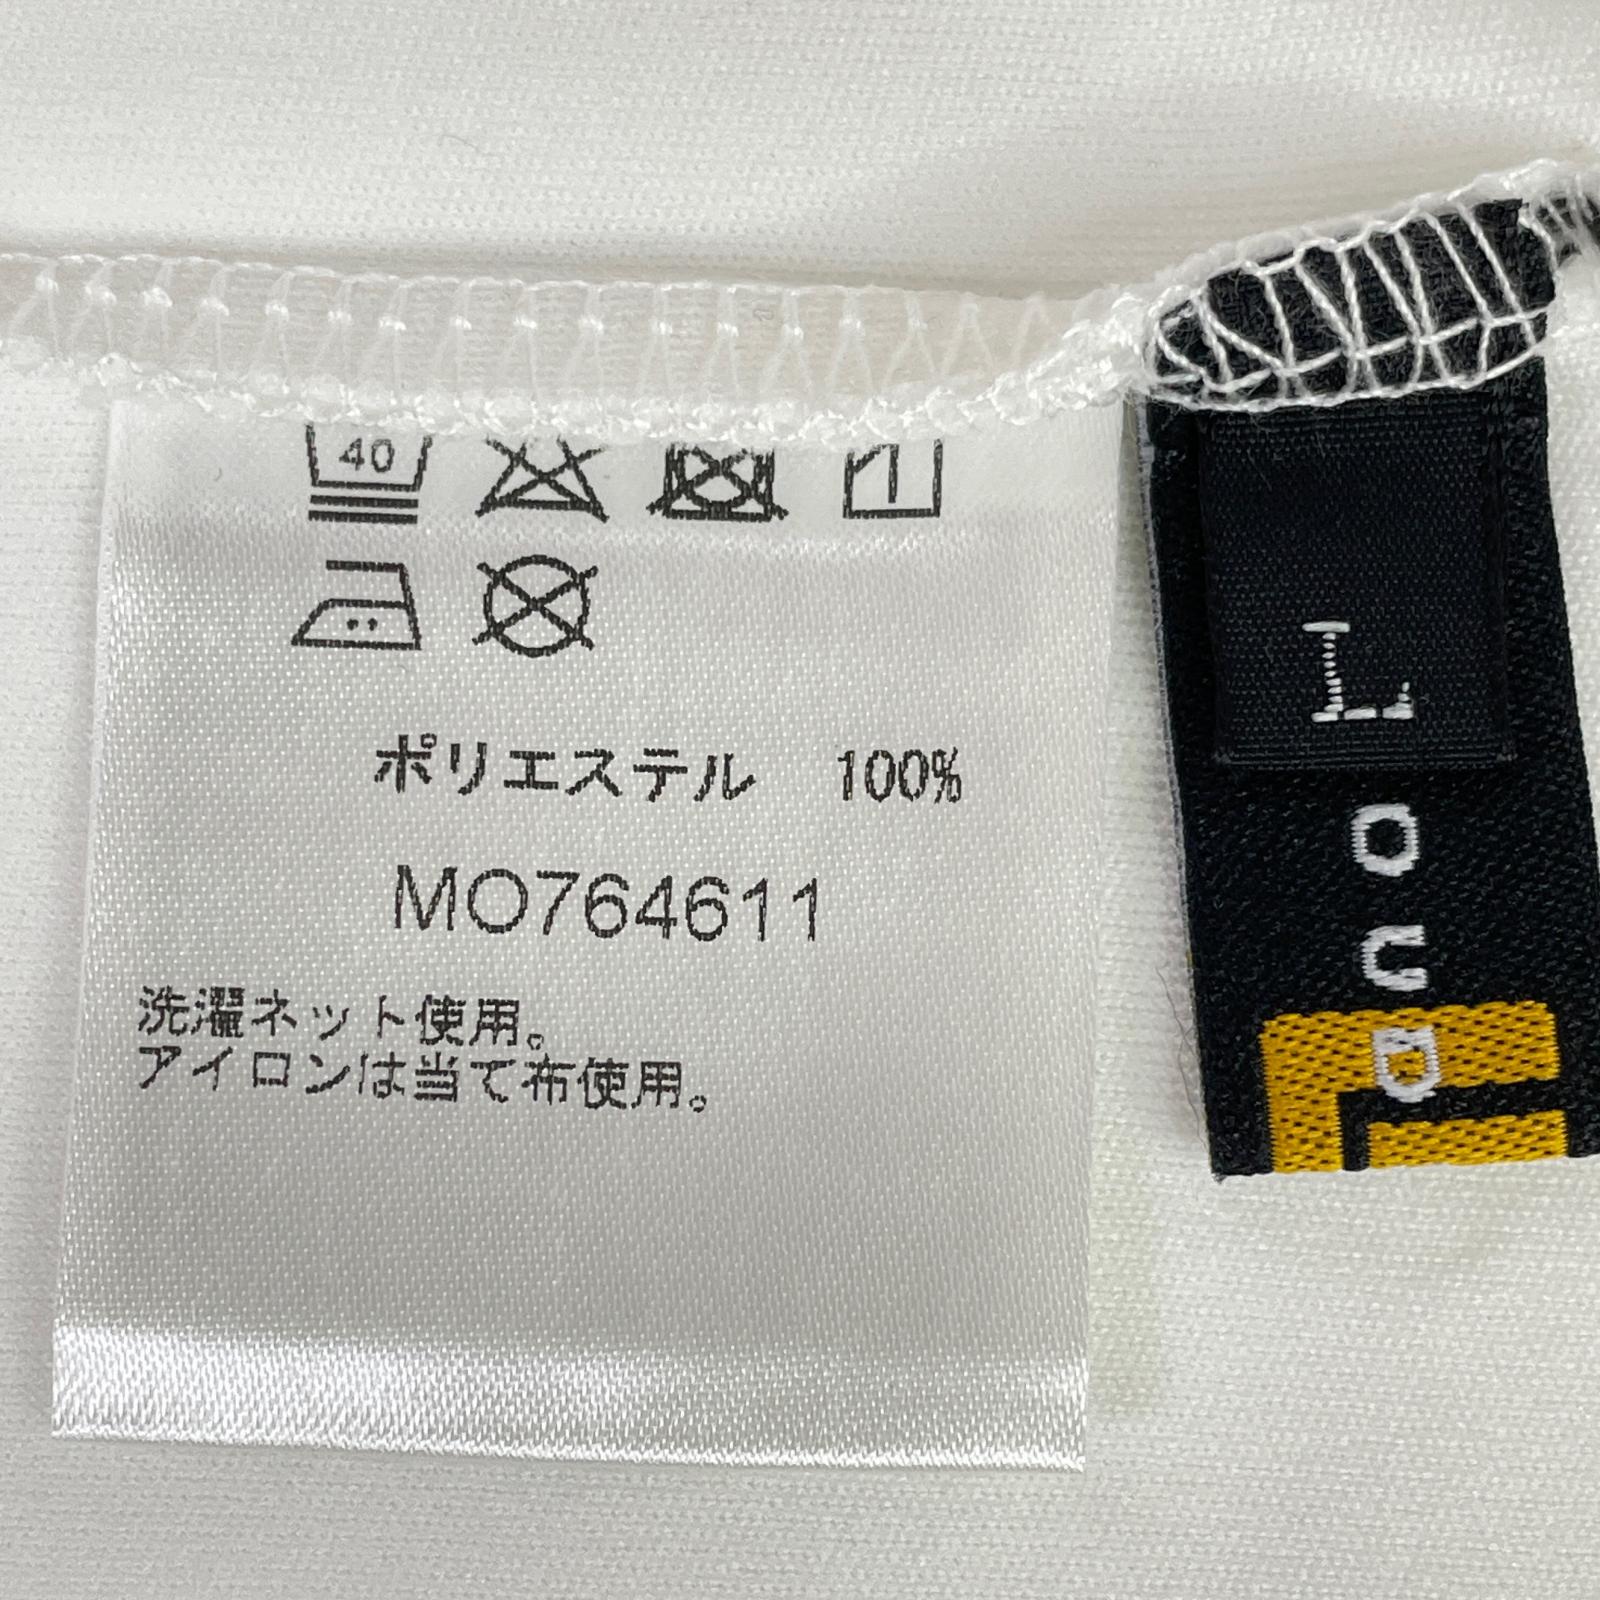 40
ポリエステル 100%
MO764611
洗濯ネット使用。
アイロンは当て布使用。
L
OUD